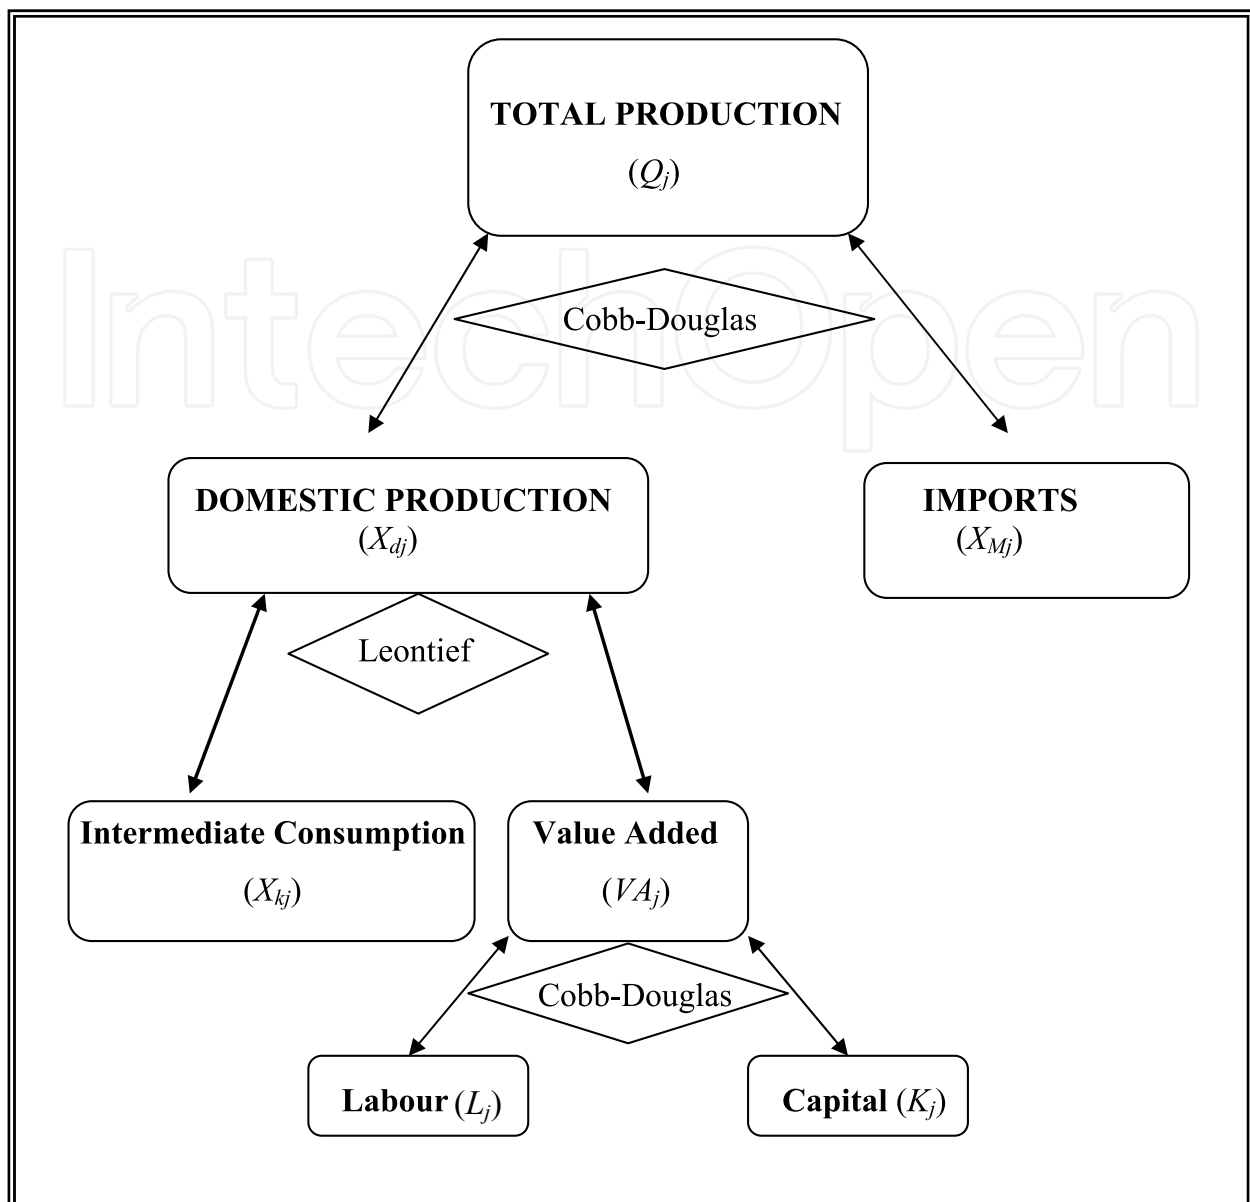 TOTAL PRODUCTION
(Qj)
IntechOpen
Cobb-Douglas
DOMESTIC PRODUCTION
(Xdj)
IMPORTS
(XMj)
Leontief
Intermediate Consumption
(Xkj)
Value Added
(VAj)
Cobb-Douglas
Labour (Lj)
Capital (Kj)